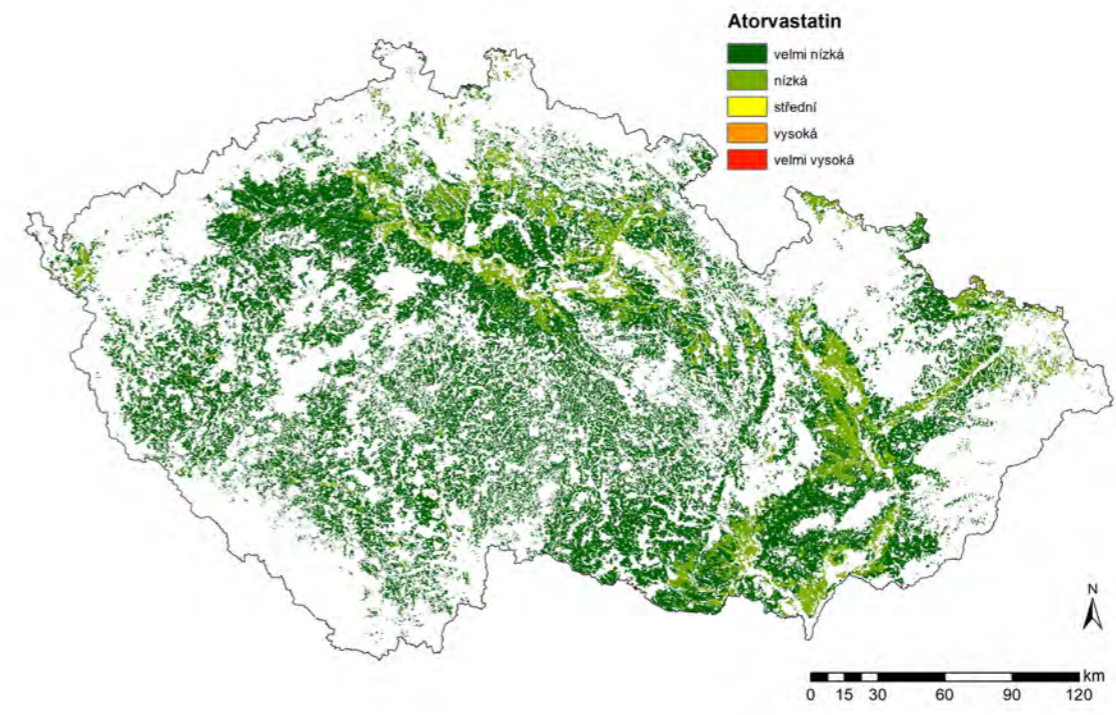 Atorvastatin
velmi nízká
nízká
střední
vysoká
velmi vysoká
N
km
0 15 30 60 90 120